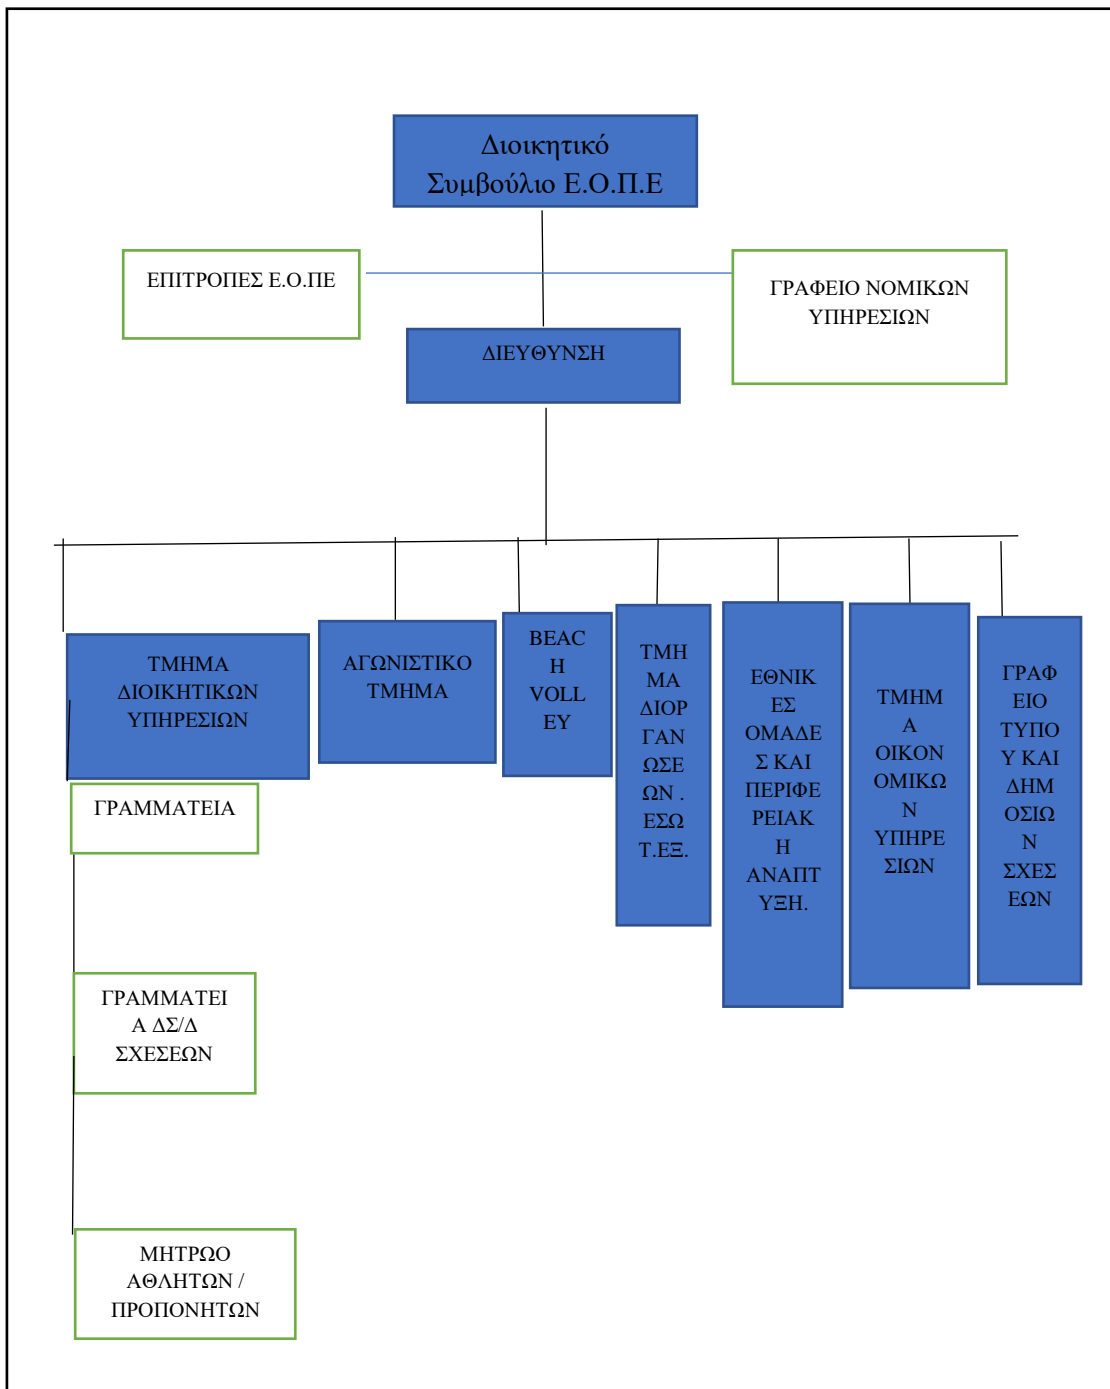 Διοικητικό
Συμβούλιο Ε.Ο.Π.Ε
ΕΠΙΤΡΟΠΕΣ Ε.Ο.ΠΕ
ΓΡΑΦΕΙΟ ΝΟΜΙΚΩΝ
ΥΠΗΡΕΣΙΩΝ
ΔΙΕΥΘΥΝΣΗ
ΤΜΗΜΑ
ΔΙΟΙΚΗΤΙΚΩΝ
ΥΠΗΡΕΣΙΩΝ
ΑΓΩΝΙΣΤΙΚΟ
ΤΜΗΜΑ
BEAC
H
VOLL
EY
ΤΜΗ
ΜΑ
ΔΙΟΡ
ΓΑΝ
ΩΣΕ
ΩΝ .
ΕΣΩ
Τ.ΕΞ.
ΕΘΝΙΚ
ΕΣ
ΟΜΑΔΕ
Σ ΚΑΙ
ΠΕΡΙΦΕ
ΡΕΙΑΚ
Η
ΑΝΑΠΤ
ΥΞΗ.
ΤΜΗΜ
Α
ΟΙΚΟΝ
ΟΜΙΚΩ
Ν
ΥΠΗΡΕ
ΣΙΩΝ
ΓΡΑΦ
ΕΙΟ
ΤΥΠΟ
Υ ΚΑΙ
ΔΗΜ
ΟΣΙΩ
Ν
ΣΧΕΣ
ΕΩΝ
ΓΡΑΜΜΑΤΕΙΑ
ΓΡΑΜΜΑΤΕΙ
Α ΔΣ/Δ
ΣΧΕΣΕΩΝ
ΜΗΤΡΩΟ
ΑΘΛΗΤΩΝ /
ΠΡΟΠΟΝΗΤΩΝ